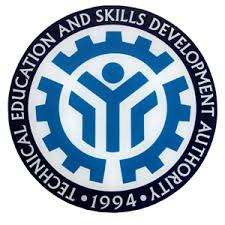 TECHNICAL EDUCATION AND SKILLS DEVELOPMENT AUTHORITY
· 1994 ·